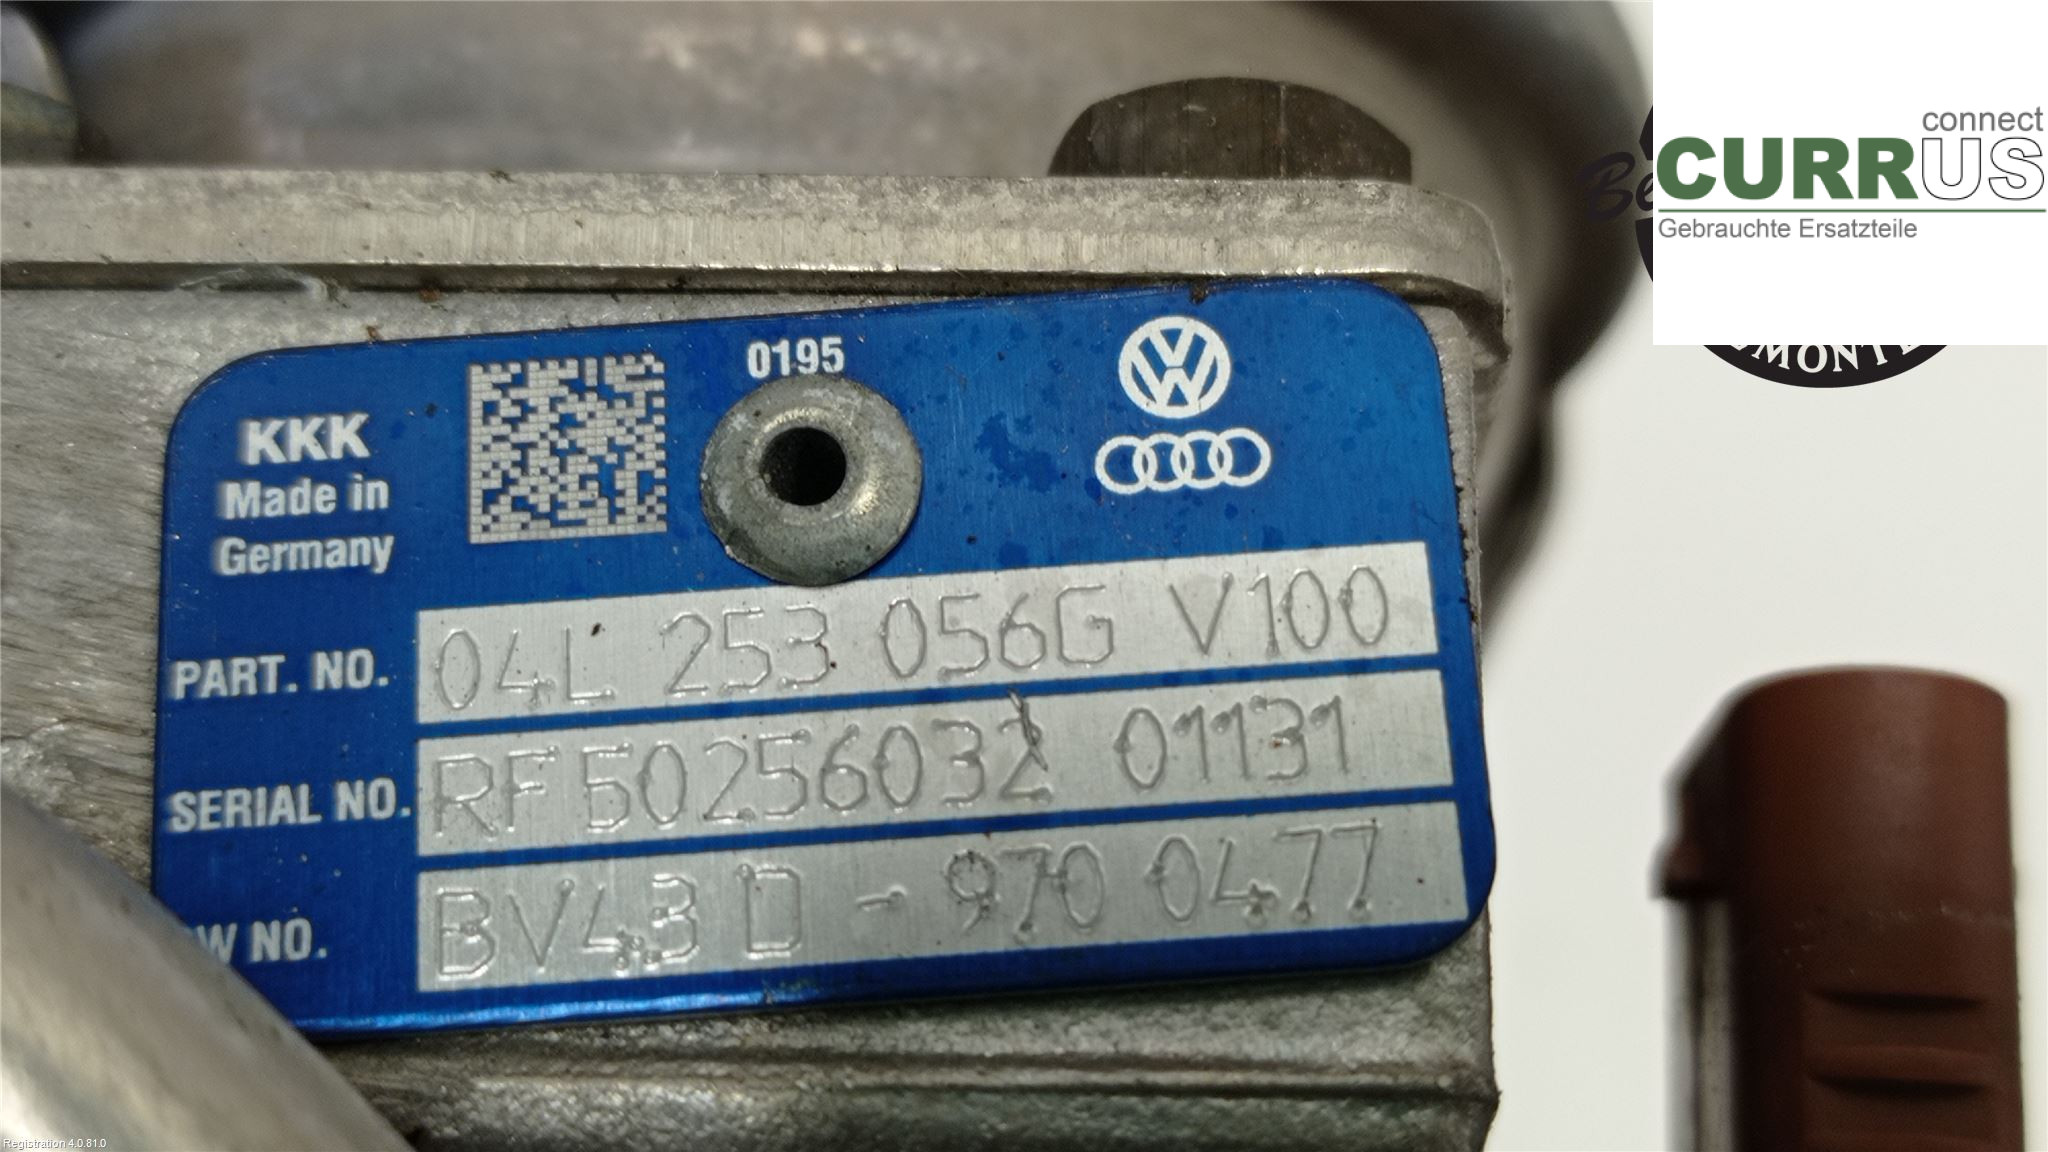 connect
CURRUS
Gebrauchte Ersatzteile
0195
KKK
Made in
Germany
PART. NO. 04L 253 056G V100
SERIAL NO. RF50256032 01131
W NO. BV43 D - 970 0477
Registration 4.0.81.0